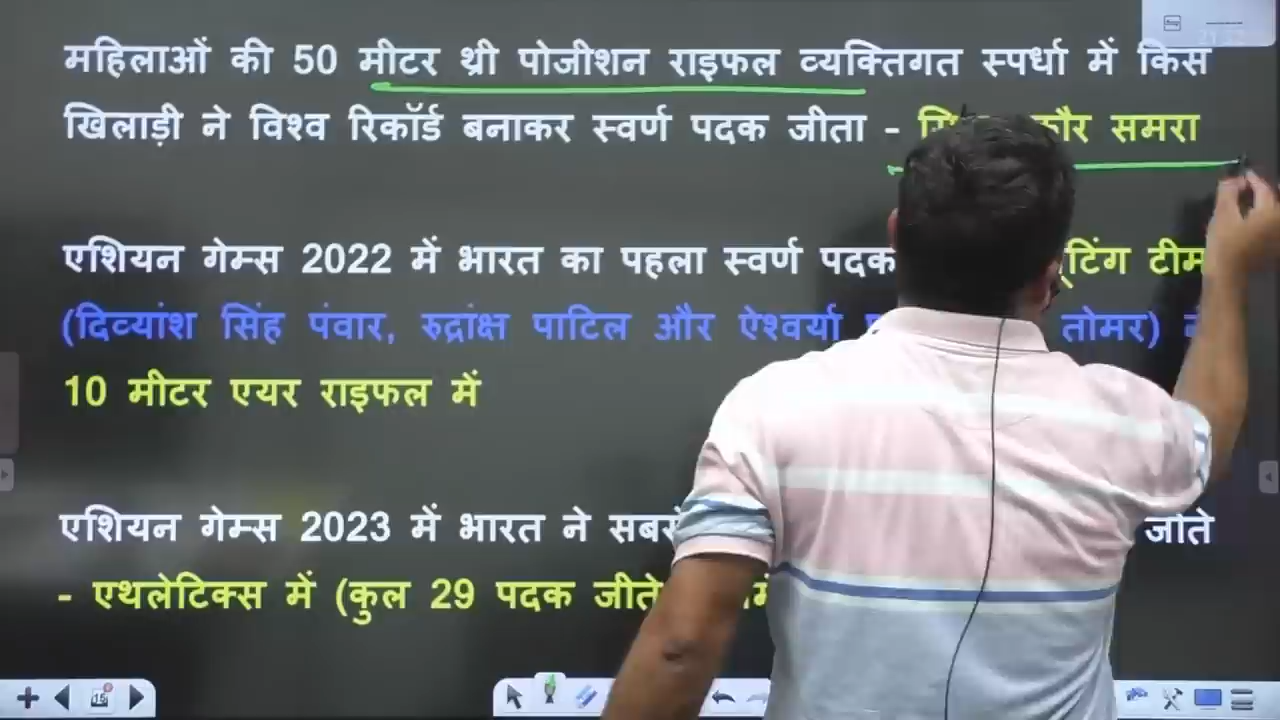 महिलाओं की 50 मीटर थ्री पोजीशन राइफल व्यक्तिगत स्पर्धा में किस
खिलाड़ी ने विश्व रिकॉर्ड बनाकर स्वर्ण पदक जीता - कौर समरा
एशियन गेम्स 2022 में भारत का पहला स्वर्ण पदक टीम
(दिव्यांश सिंह पंवार, रुद्रांक्ष पाटिल और ऐश्वर्या तोमर)
10 मीटर एयर राइफल में
एशियन गेम्स 2023 में भारत ने जीते
- एथलेटिक्स में (कुल 29 पदक जीते
15